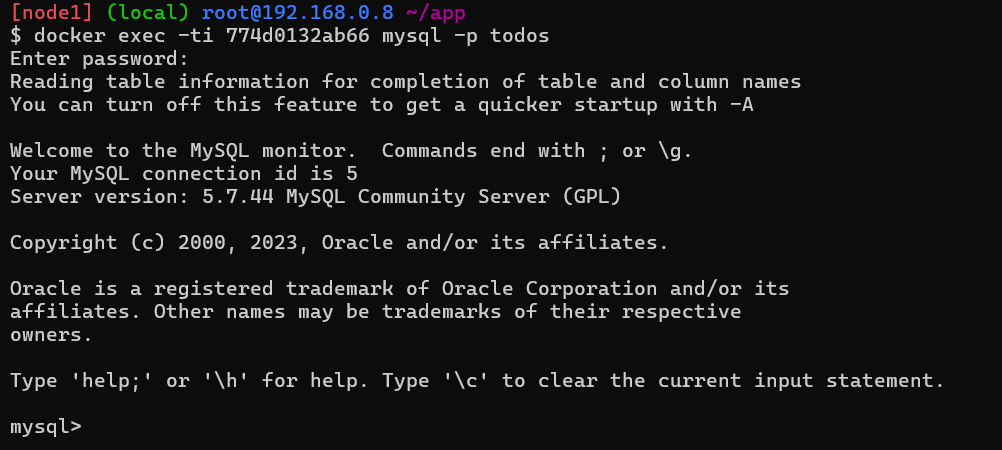 [node1] (local) root@192.168.0.8 ~/app
$ docker exec -ti 774d0132ab66 mysql -p todos
Enter password:
Reading table information for completion of table and column names
You can turn off this feature to get a quicker startup with -A
Welcome to the MySQL monitor.  Commands end with ; or \g.
Your MySQL connection id is 5
Server version: 5.7.44 MySQL Community Server (GPL)
Copyright (c) 2000, 2023, Oracle and/or its affiliates.
Oracle is a registered trademark of Oracle Corporation and/or its
affiliates. Other names may be trademarks of their respective
owners.
Type 'help;' or '\h' for help. Type '\c' to clear the current input statement.
mysql>